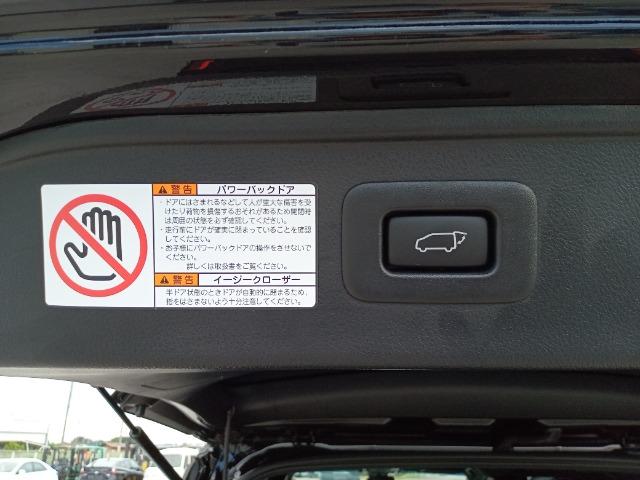 警告 パワーバックドア
・ドアにはさまれるなどして人が重大な傷害を受
けたり荷物を損傷するおそれがあるため開閉時
は周囲の状態を必ず確認してください。
・走行前にドアが確実に閉まっていることを確認
してください。
・お子様にパワーバックドアの操作をさせないで
ください。
詳しくは取扱書をご覧ください。
警告 イージークローザー
半ドア状態のときドアが自動的に閉まるため、
指をはさまないよう十分注意してください。